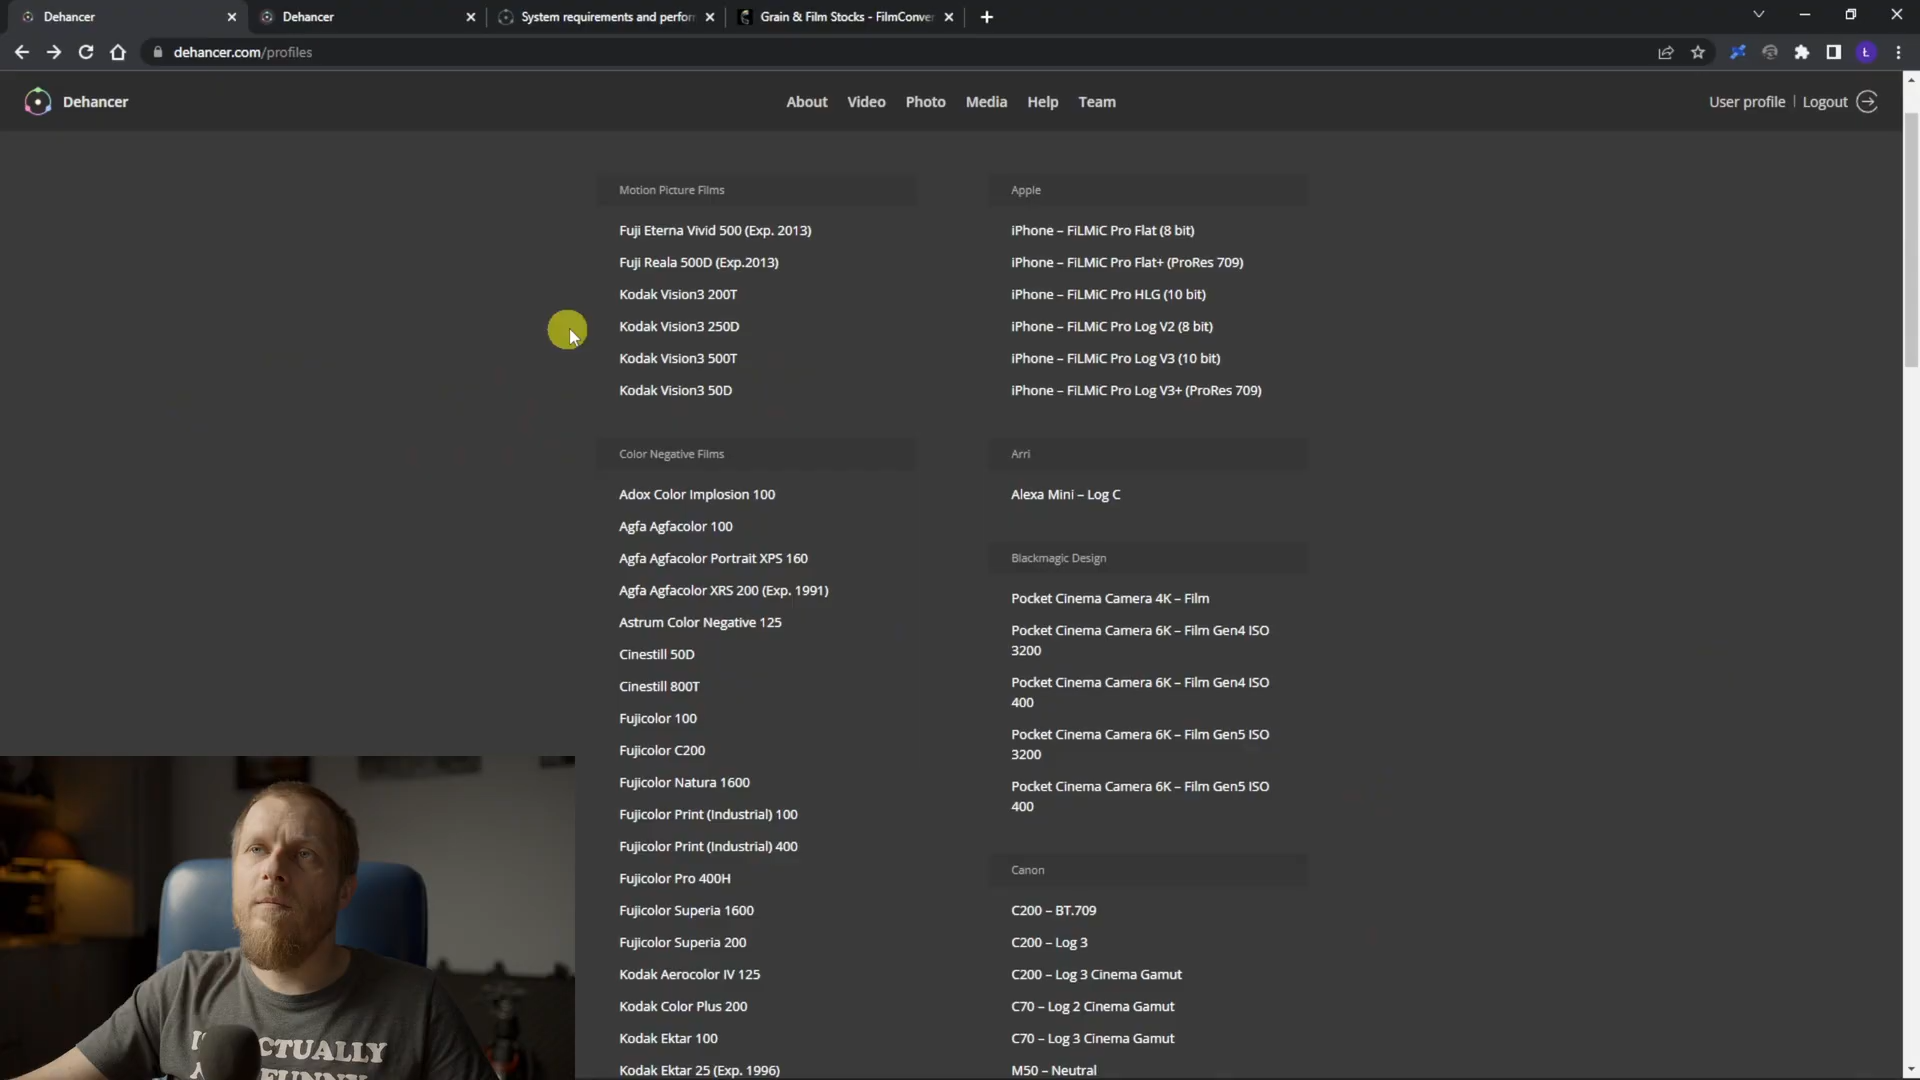 Dehancer
Dehancer
System requirements and perfor
Grain & Film Stocks - FilmConver
dehancer.com/profiles
Ł
Dehancer
About
Video
Photo
Media
Help
Team
User profile | Logout
Motion Picture Films
Fuji Eterna Vivid 500 (Exp. 2013)
Fuji Reala 500D (Exp.2013)
Kodak Vision3 200T
Kodak Vision3 250D
Kodak Vision3 500T
Kodak Vision3 50D
Color Negative Films
Adox Color Implosion 100
Agfa Agfacolor 100
Agfa Agfacolor Portrait XPS 160
Agfa Agfacolor XRS 200 (Exp. 1991)
Astrum Color Negative 125
Cinestill 50D
Cinestill 800T
Fujicolor 100
Fujicolor C200
Fujicolor Natura 1600
Fujicolor Print (Industrial) 100
Fujicolor Print (Industrial) 400
Fujicolor Pro 400H
Fujicolor Superia 1600
Fujicolor Superia 200
Kodak Aerocolor IV 125
Kodak Color Plus 200
Kodak Ektar 100
Kodak Ektar 25 (Exp. 1996)
Apple
iPhone – FiLMiC Pro Flat (8 bit)
iPhone – FiLMiC Pro Flat+ (ProRes 709)
iPhone – FiLMiC Pro HLG (10 bit)
iPhone – FiLMiC Pro Log V2 (8 bit)
iPhone – FiLMiC Pro Log V3 (10 bit)
iPhone – FiLMiC Pro Log V3+ (ProRes 709)
Arri
Alexa Mini – Log C
Blackmagic Design
Pocket Cinema Camera 4K – Film
Pocket Cinema Camera 6K – Film Gen4 ISO
3200
Pocket Cinema Camera 6K – Film Gen4 ISO
400
Pocket Cinema Camera 6K – Film Gen5 ISO
3200
Pocket Cinema Camera 6K – Film Gen5 ISO
400
Canon
C200 – BT.709
C200 – Log 3
C200 – Log 3 Cinema Gamut
C70 – Log 2 Cinema Gamut
C70 – Log 3 Cinema Gamut
M50 – Neutral